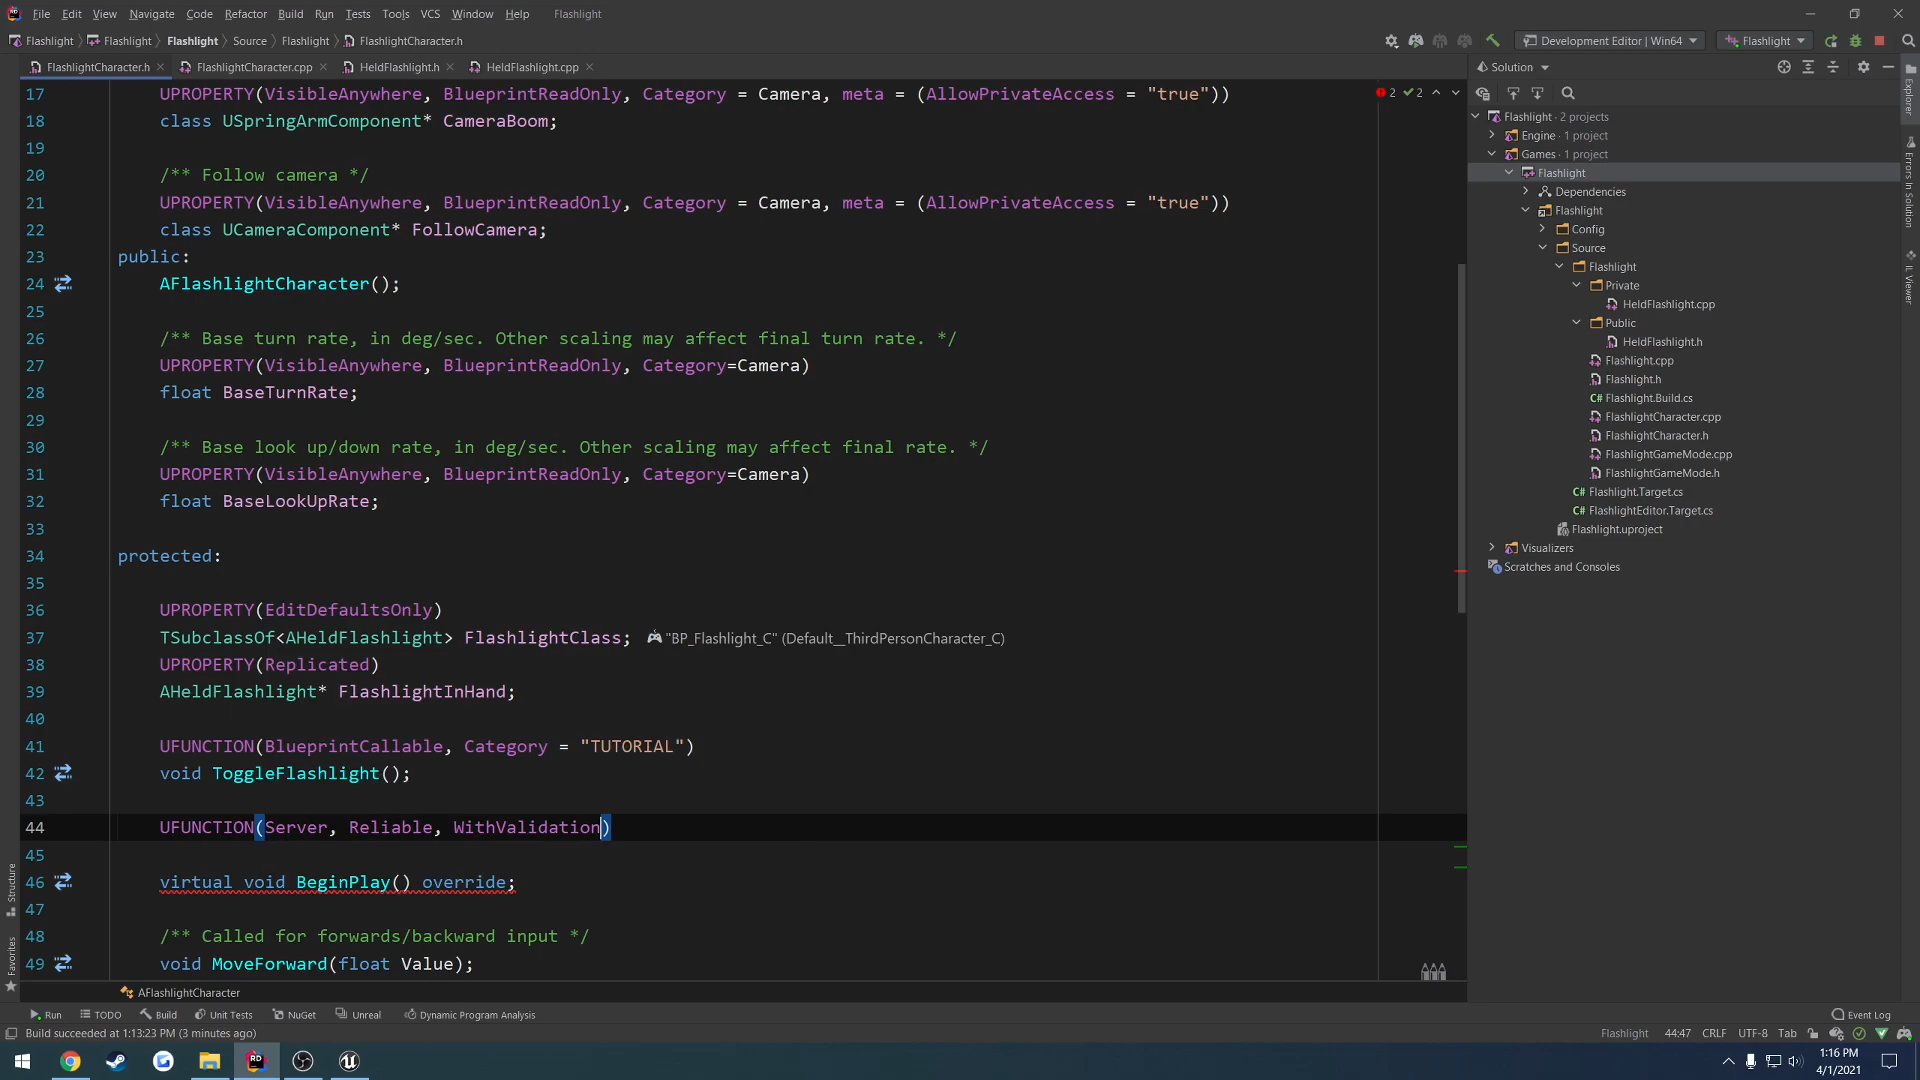 File Edit View Navigate Code Refactor Build Run Tests Tools VCS Window Help Flashlight
Flashlight Flashlight Flashlight Source Flashlight FlashlightCharacter.h Development Editor | Win64 Flashlight
FlashlightCharacter.h FlashlightCharacter.cpp HeldFlashlight.h HeldFlashlight.cpp
17 UPROPERTY(VisibleAnywhere, BlueprintReadOnly, Category = Camera, meta = (AllowPrivateAccess = "true")) 2 2
18 class USpringArmComponent* CameraBoom;
19
20 /** Follow camera */
21 UPROPERTY(VisibleAnywhere, BlueprintReadOnly, Category = Camera, meta = (AllowPrivateAccess = "true"))
22 class UCameraComponent* FollowCamera;
23 public:
24 AFlashlightCharacter();
25
26 /** Base turn rate, in deg/sec. Other scaling may affect final turn rate. */
27 UPROPERTY(VisibleAnywhere, BlueprintReadOnly, Category=Camera)
28 float BaseTurnRate;
29
30 /** Base look up/down rate, in deg/sec. Other scaling may affect final rate. */
31 UPROPERTY(VisibleAnywhere, BlueprintReadOnly, Category=Camera)
32 float BaseLookUpRate;
33
34 protected:
35
36 UPROPERTY(EditDefaultsOnly)
37 TSubclassOf<AHeldFlashlight> FlashlightClass; "BP_Flashlight_C" (Default__ThirdPersonCharacter_C)
38 UPROPERTY(Replicated)
39 AHeldFlashlight* FlashlightInHand;
40
41 UFUNCTION(BlueprintCallable, Category = "TUTORIAL")
42 void ToggleFlashlight();
43
44 UFUNCTION(Server, Reliable, WithValidation)
45
46 virtual void BeginPlay() override;
47
48 /** Called for forwards/backward input */
49 void MoveForward(float Value);
AFlashlightCharacter
Solution
Flashlight · 2 projects
Engine · 1 project
Games · 1 project
Flashlight
Dependencies
Flashlight
Config
Source
Flashlight
Private
HeldFlashlight.cpp
Public
HeldFlashlight.h
Flashlight.cpp
Flashlight.h
C# Flashlight.Build.cs
FlashlightCharacter.cpp
FlashlightCharacter.h
FlashlightGameMode.cpp
FlashlightGameMode.h
C# Flashlight.Target.cs
C# FlashlightEditor.Target.cs
Flashlight.uproject
Visualizers
Scratches and Consoles
Explorer
Errors In Solution
IL Viewer
Structure
Favorites
Run TODO Build Unit Tests NuGet Unreal Dynamic Program Analysis Event Log
Build succeeded at 1:13:23 PM (3 minutes ago) Flashlight 44:47 CRLF UTF-8 Tab
RD
1:16 PM
4/1/2021